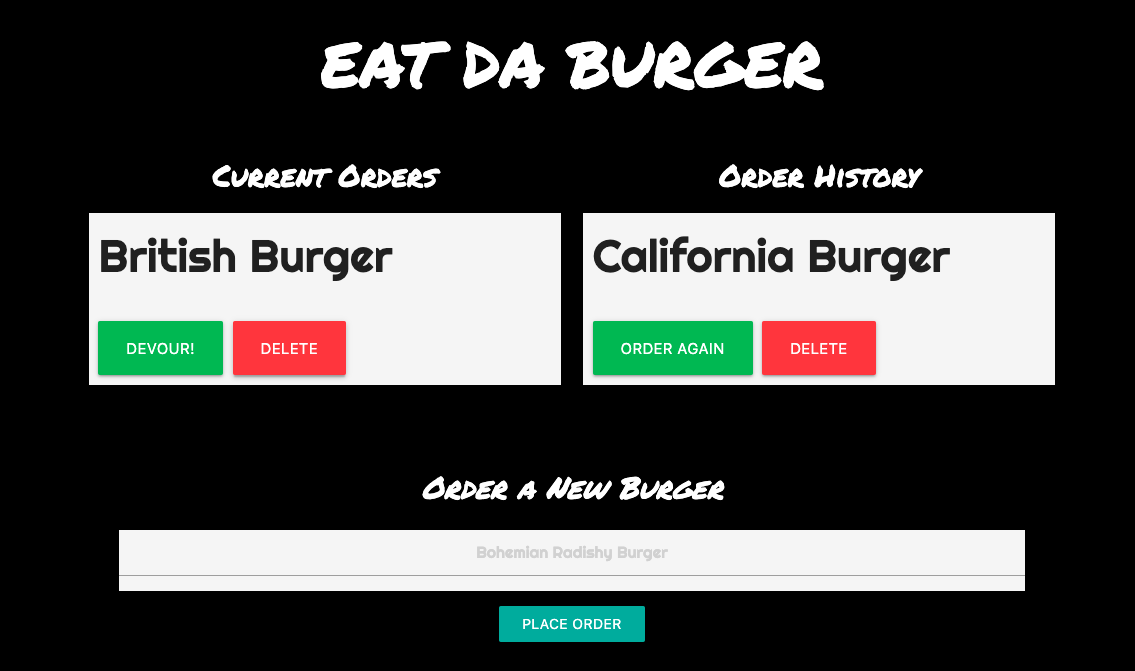 EAT DA BURGER
Current Orders
British Burger
DEVOUR!
DELETE
Order History
California Burger
ORDER AGAIN
DELETE
Order a New Burger
Bohemian Radishy Burger
PLACE ORDER